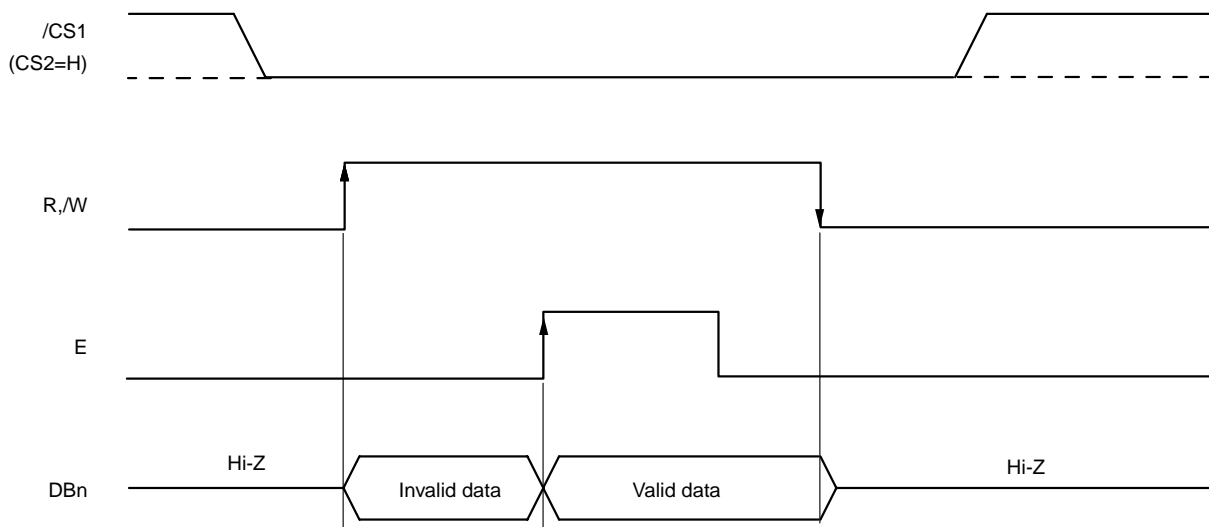 /CS1
(CS2=H)
R,/W
E
Hi-Z
Hi-Z
DBn
Invalid data
Valid data